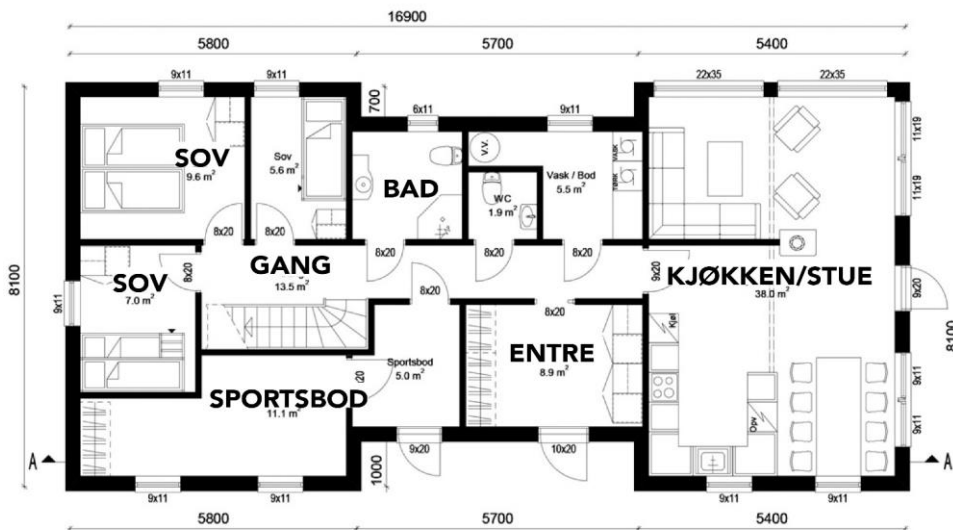 16900
5800 5700 5400
9x11 9x11 22x35 22x35
700
6x11 9x11
8100
SOV
9.6 m²
Sov
5.6 m²
BAD
V.V.
WC
1.9 m²
Vask / Bod
5.5 m²
VASK
TØRK
11x19
11x19
8x20 8x20 8x20 8x20 8x20
9x11
SOV
7.0 m²
8x20
GANG
13.5 m²
8x20
8x20
9x20
KJØKKEN/STUE
38.0 m²
9x20
8100
Kjøl
Sportsbod
5.0 m²
ENTRE
8.9 m²
SPORTSBOD
11.1 m²
Opv
9x11
9x11
A
1000
9x20 10x20
A
9x11 9x11 9x11 9x11
5800 5700 5400